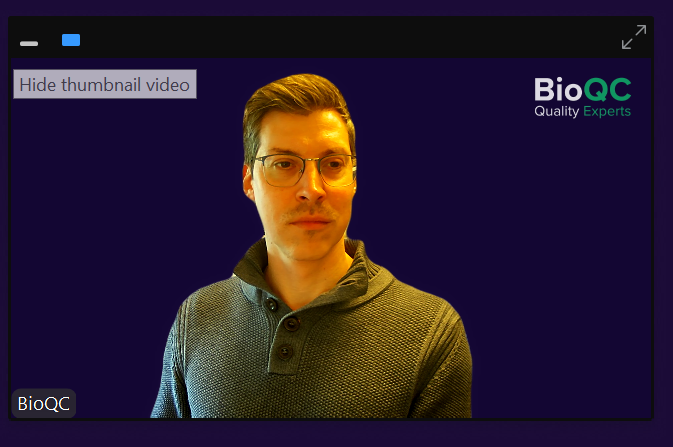 Hide thumbnail video
BioQC
Quality Experts
BioQC